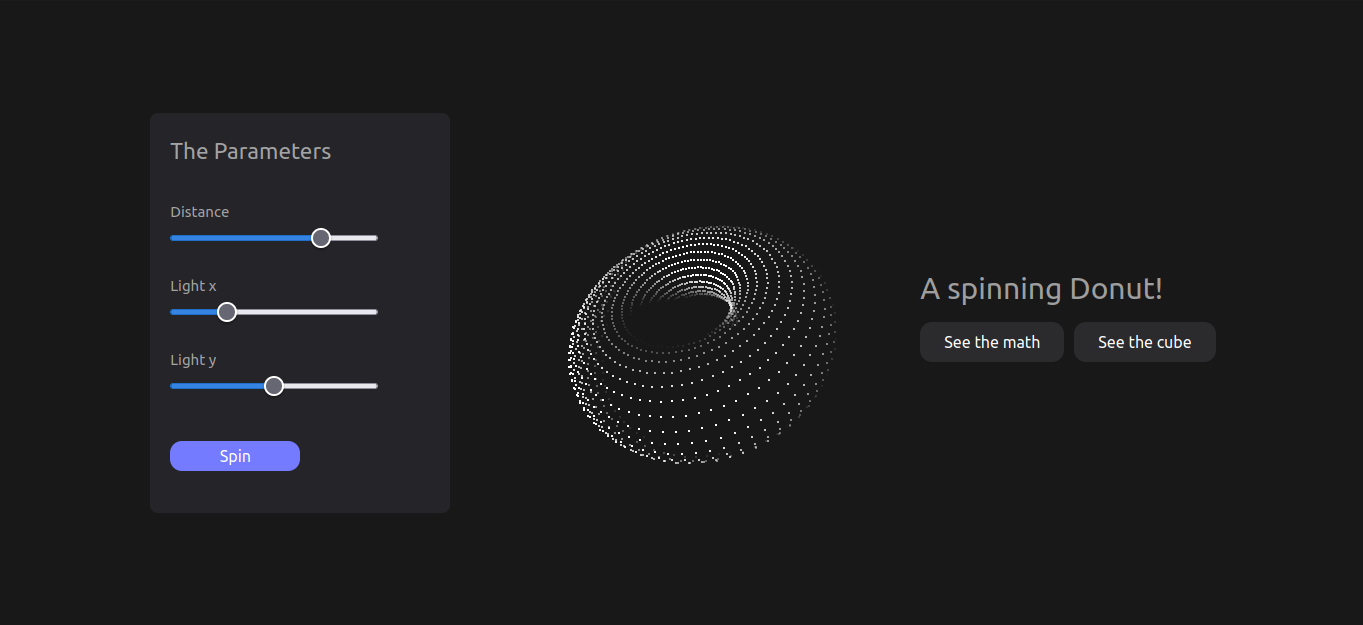 The Parameters
Distance
Light x
Light y
Spin
A spinning Donut!
See the math
See the cube